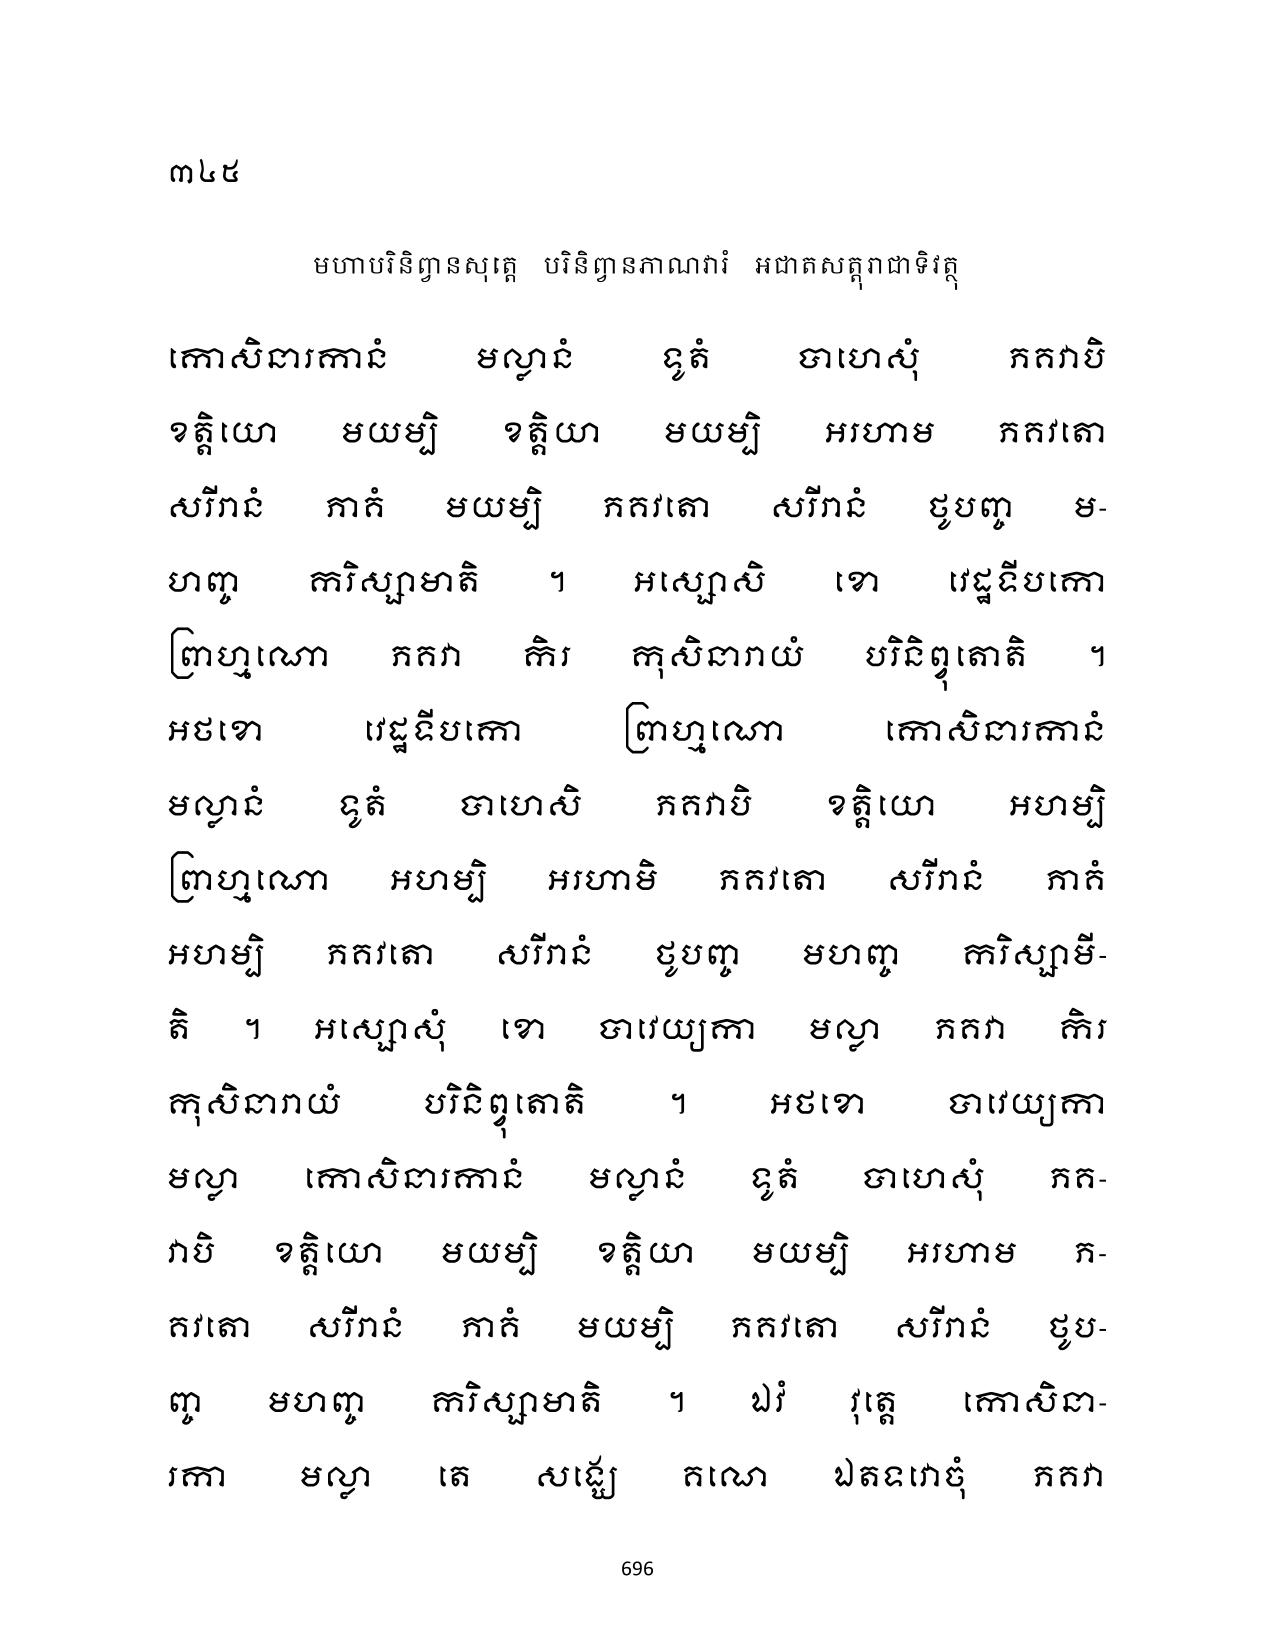 ៣៤៥
មហាបរិនិព្វានសុត្តេ បរិនិព្វានភាណវារំ អជាតសត្តុរាជាទិវត្ថុ
កោសិនារកានំ មល្លានំ ទូតំ បាហេសុំ ភគវាបិ
ខត្តិយោ មយម្បិ ខត្តិយា មយម្បិ អរហាម ភគវតោ
សរីរានំ ភាគំ មយម្បិ ភគវតោ សរីរានំ ថូបញ្ច ម-
ហញ្ច ករិស្សាមាតិ ។ អស្សោសិ ខោ វេដ្ឋទីបកោ
ព្រាហ្មណោ ភគវា កិរ កុសិនារាយំ បរិនិព្វុតោតិ ។
អថខោ វេដ្ឋទីបកោ ព្រាហ្មណោ កោសិនារកានំ
មល្លានំ ទូតំ បាហេសិ ភគវាបិ ខត្តិយោ អហម្បិ
ព្រាហ្មណោ អហម្បិ អរហាមិ ភគវតោ សរីរានំ ភាគំ
អហម្បិ ភគវតោ សរីរានំ ថូបញ្ច មហញ្ច ករិស្សាមី-
តិ ។ អស្សោសុំ ខោ បាវេយ្យកា មល្លា ភគវា កិរ
កុសិនារាយំ បរិនិព្វុតោតិ ។ អថខោ បាវេយ្យកា
មល្លា កោសិនារកានំ មល្លានំ ទូតំ បាហេសុំ ភគ-
វាបិ ខត្តិយោ មយម្បិ ខត្តិយា មយម្បិ អរហាម ភ-
គវតោ សរីរានំ ភាគំ មយម្បិ ភគវតោ សរីរានំ ថូប-
ញ្ច មហញ្ច ករិស្សាមាតិ ។ ឯវំ វុត្តេ កោសិនា-
រកា មល្លា តេ សង្ឃេ គណេ ឯតទវោចុំ ភគវា
696